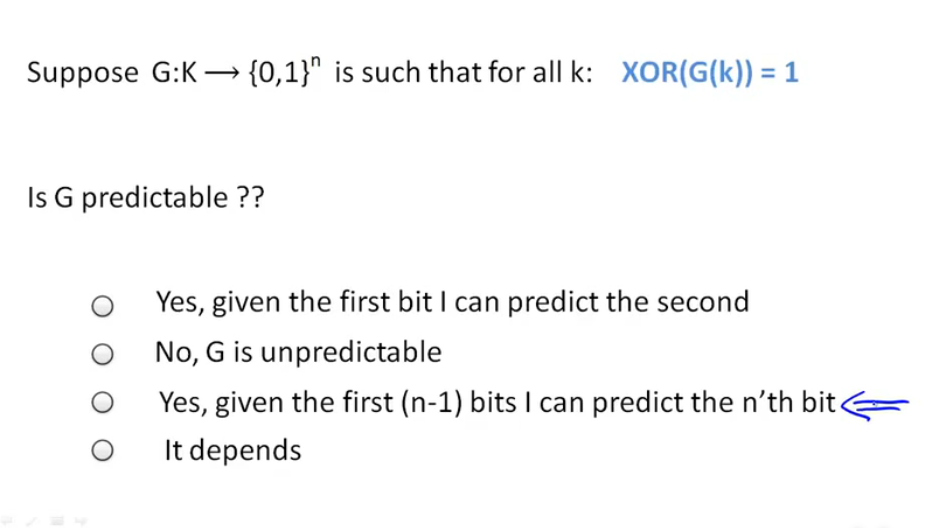 Suppose G:K ⟶ {0,1}ⁿ is such that for all k: XOR(G(k)) = 1
Is G predictable ??
Yes, given the first bit I can predict the second
No, G is unpredictable
Yes, given the first (n-1) bits I can predict the n’th bit
It depends